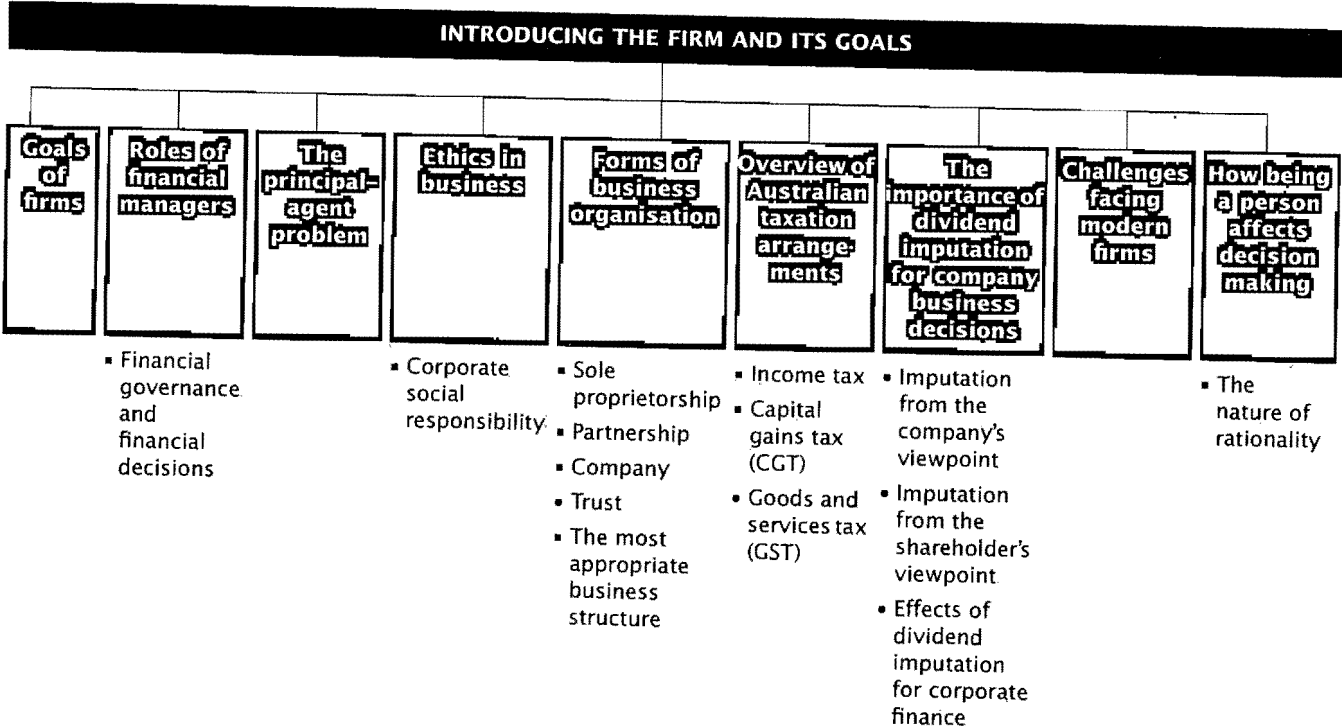 INTRODUCING THE FIRM AND ITS GOALS
Goals
of
firms
Roles of
financial
managers
▪ Financial
governance
and
financial
decisions
The
principal–
agent
problem
Ethics in
business
▪ Corporate
social
responsibility
Forms of
business
organisation
▪ Sole
proprietorship
▪ Partnership
▪ Company
▪ Trust
▪ The most
appropriate
business
structure
Overview of
Australian
taxation
arrange-
ments
▪ Income tax
▪ Capital
gains tax
(CGT)
▪ Goods and
services tax
(GST)
The
importance of
dividend
imputation
for company
business
decisions
▪ Imputation
from the
company's
viewpoint
▪ Imputation
from the
shareholder's
viewpoint
▪ Effects of
dividend
imputation
for corporate
finance
Challenges
facing
modern
firms
How being
a person
affects
decision
making
▪ The
nature of
rationality